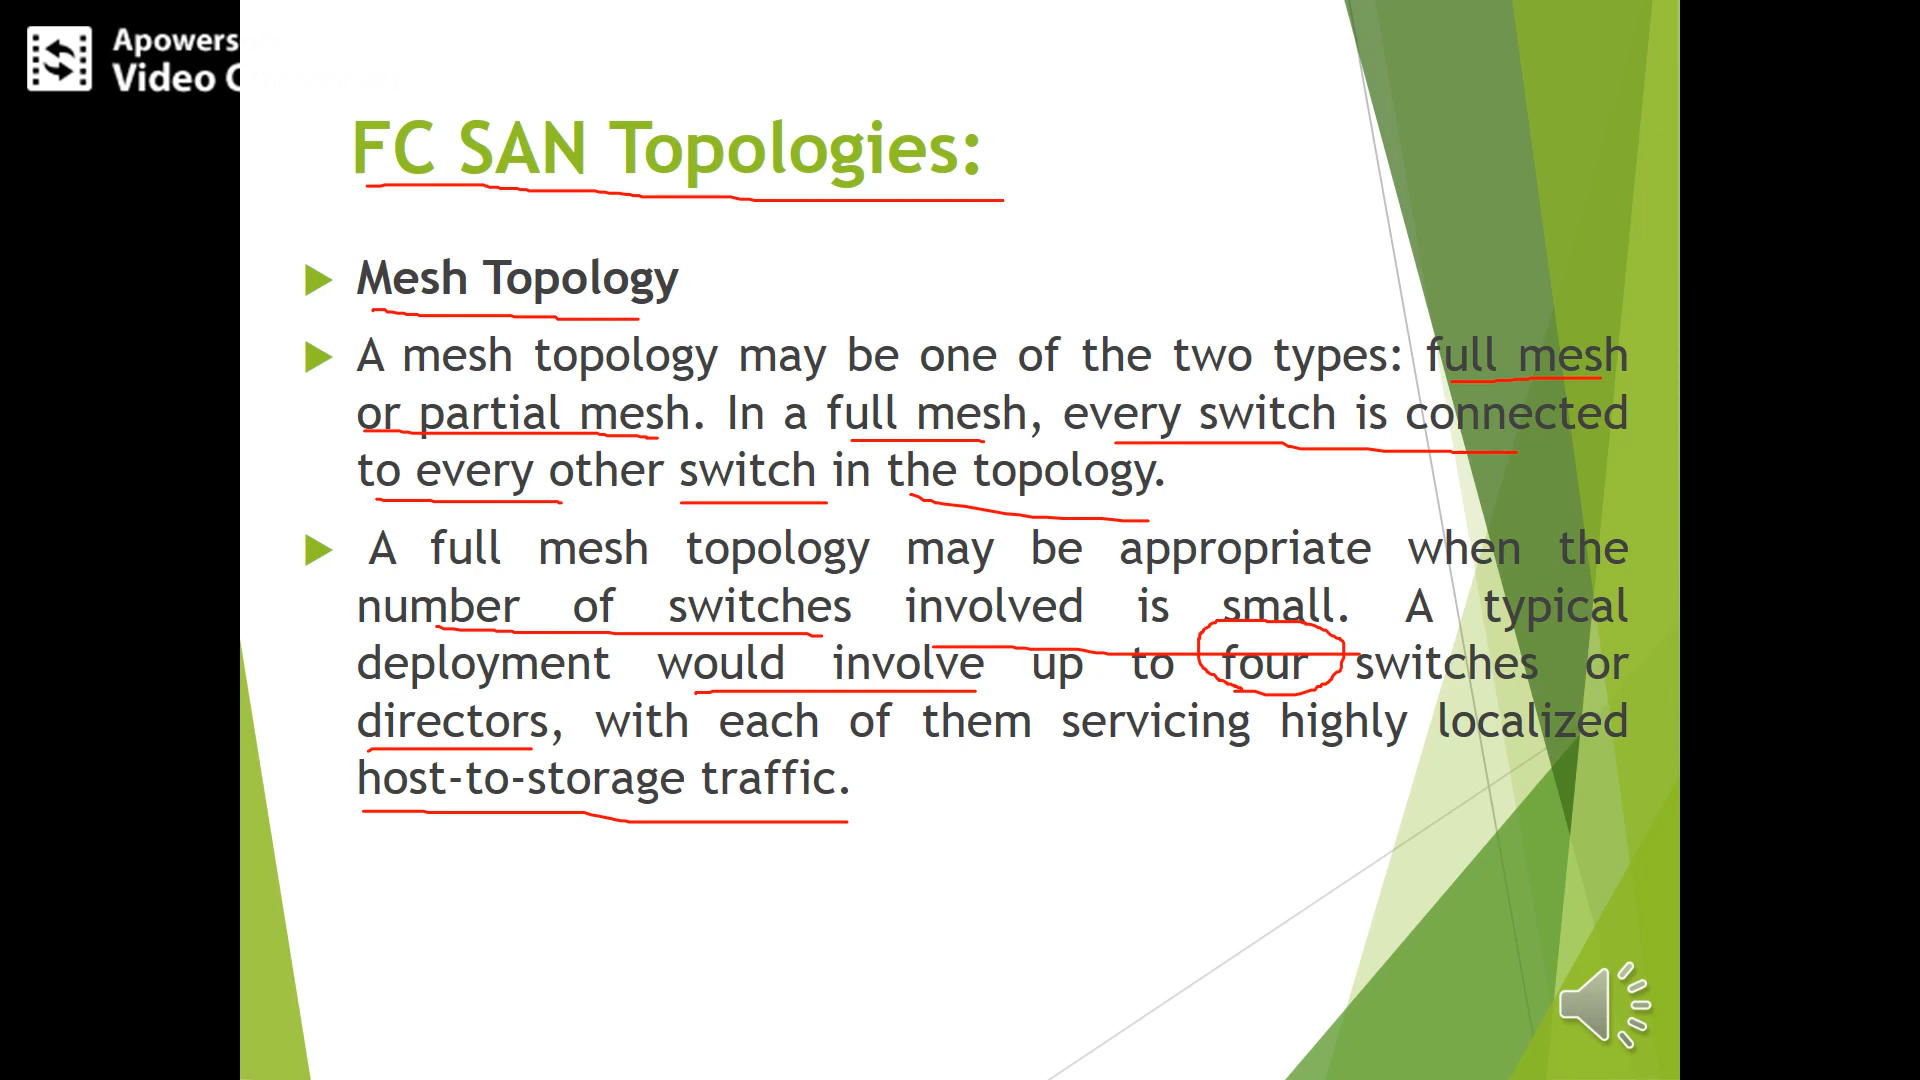 Apowers
Video
FC SAN Topologies:
Mesh Topology
A mesh topology may be one of the two types: full mesh
or partial mesh. In a full mesh, every switch is connected
to every other switch in the topology.
A full mesh topology may be appropriate when the
number of switches involved is small. A typical
deployment would involve up to four switches or
directors, with each of them servicing highly localized
host-to-storage traffic.